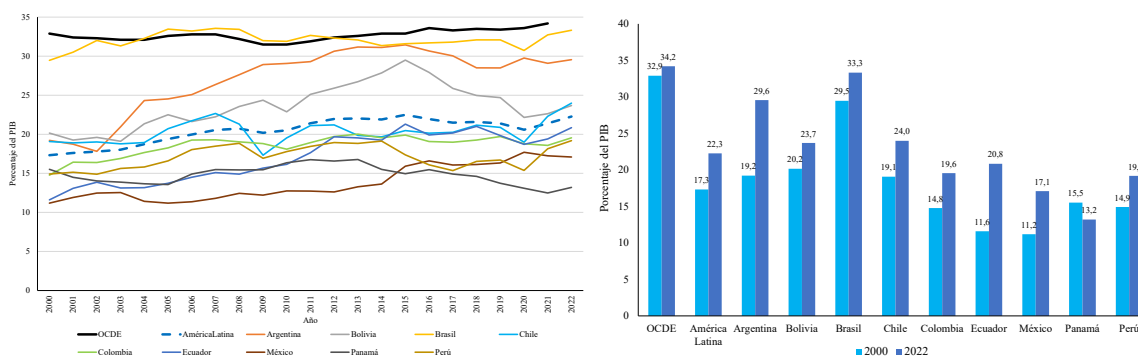 Porcentaje del PIB
35
30
25
20
15
10
5
0
2000 2001 2002 2003 2004 2005 2006 2007 2008 2009 2010 2011 2012 2013 2014 2015 2016 2017 2018 2019 2020 2021 2022
Año
OCDE AméricaLatina Argentina Bolivia Brasil Chile
Colombia Ecuador México Panamá Perú
Porcentaje del PIB
40
35
30
25
20
15
10
5
0
32,9 34,2 17,3 22,3 19,2 29,6 20,2 23,7 29,5 33,3 19,1 24,0 14,8 19,6 11,6 20,8 11,2 17,1 15,5 13,2 14,9 19,
OCDE América Latina Argentina Bolivia Brasil Chile Colombia Ecuador México Panamá Perú
2000 2022